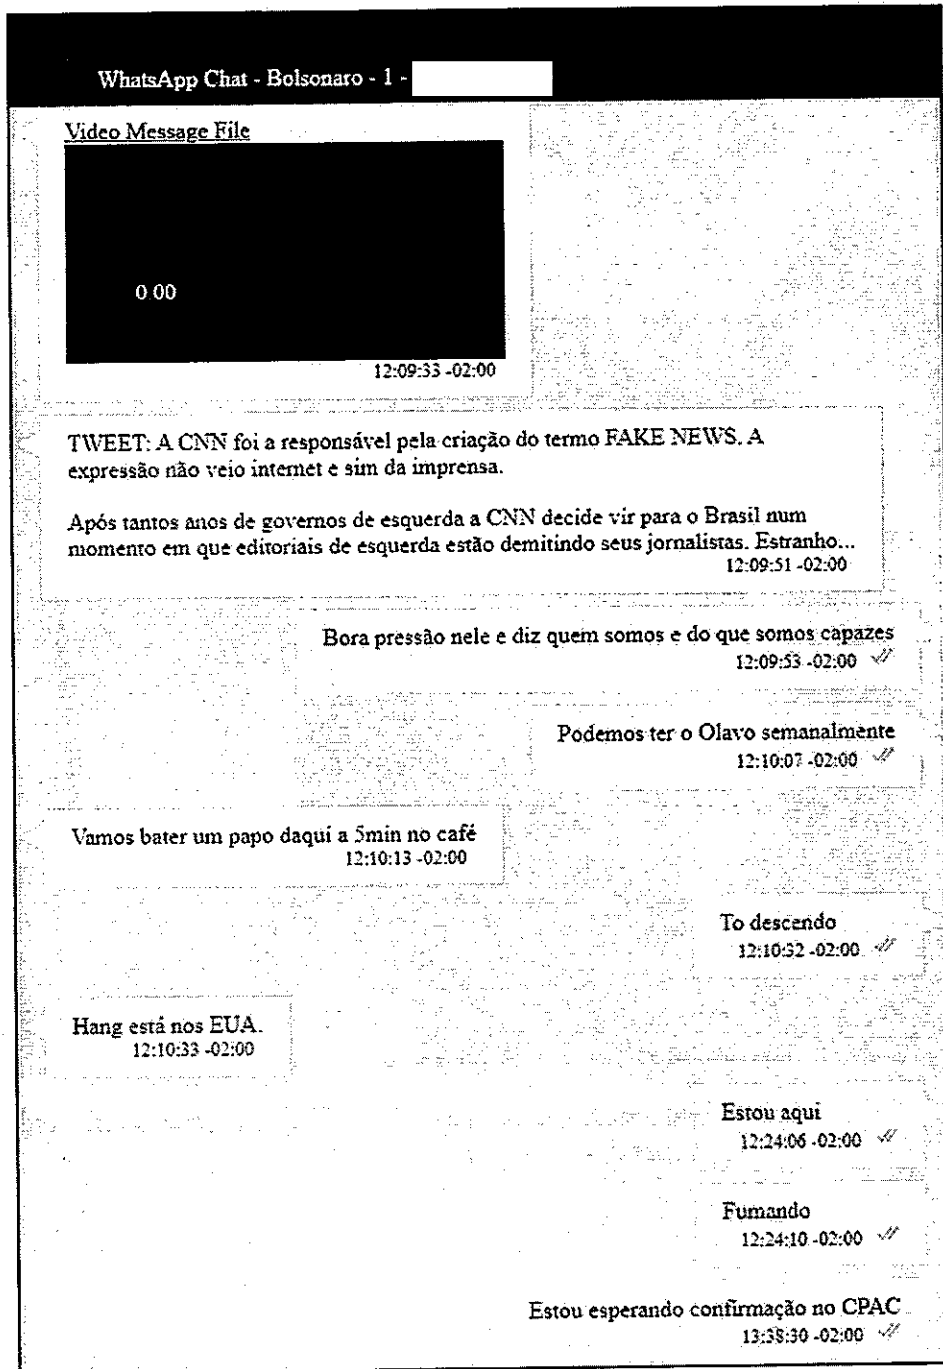 WhatsApp Chat - Bolsonaro - 1 -
Video Message File
0.00
12:09:33 -02:00
TWEET: A CNN foi a responsável pela criação do termo FAKE NEWS. A
expressão não veio internet e sim da imprensa.
Após tantos anos de governos de esquerda a CNN decide vir para o Brasil num
momento em que editoriais de esquerda estão demitindo seus jornalistas. Estranho...
12:09:51 -02:00
Bora pressão nele e diz quem somos e do que somos capazes
12:09:53 -02:00
Podemos ter o Olavo semanalmente
12:10:07 -02:00
Vamos bater um papo daqui a 5min no café
12:10:13 -02:00
To descendo
12:10:32 -02:00
Hang está nos EUA.
12:10:33 -02:00
Estou aqui
12:24:06 -02:00
Fumando
12:24:10 -02:00
Estou esperando confirmação no CPAC
13:38:30 -02:00